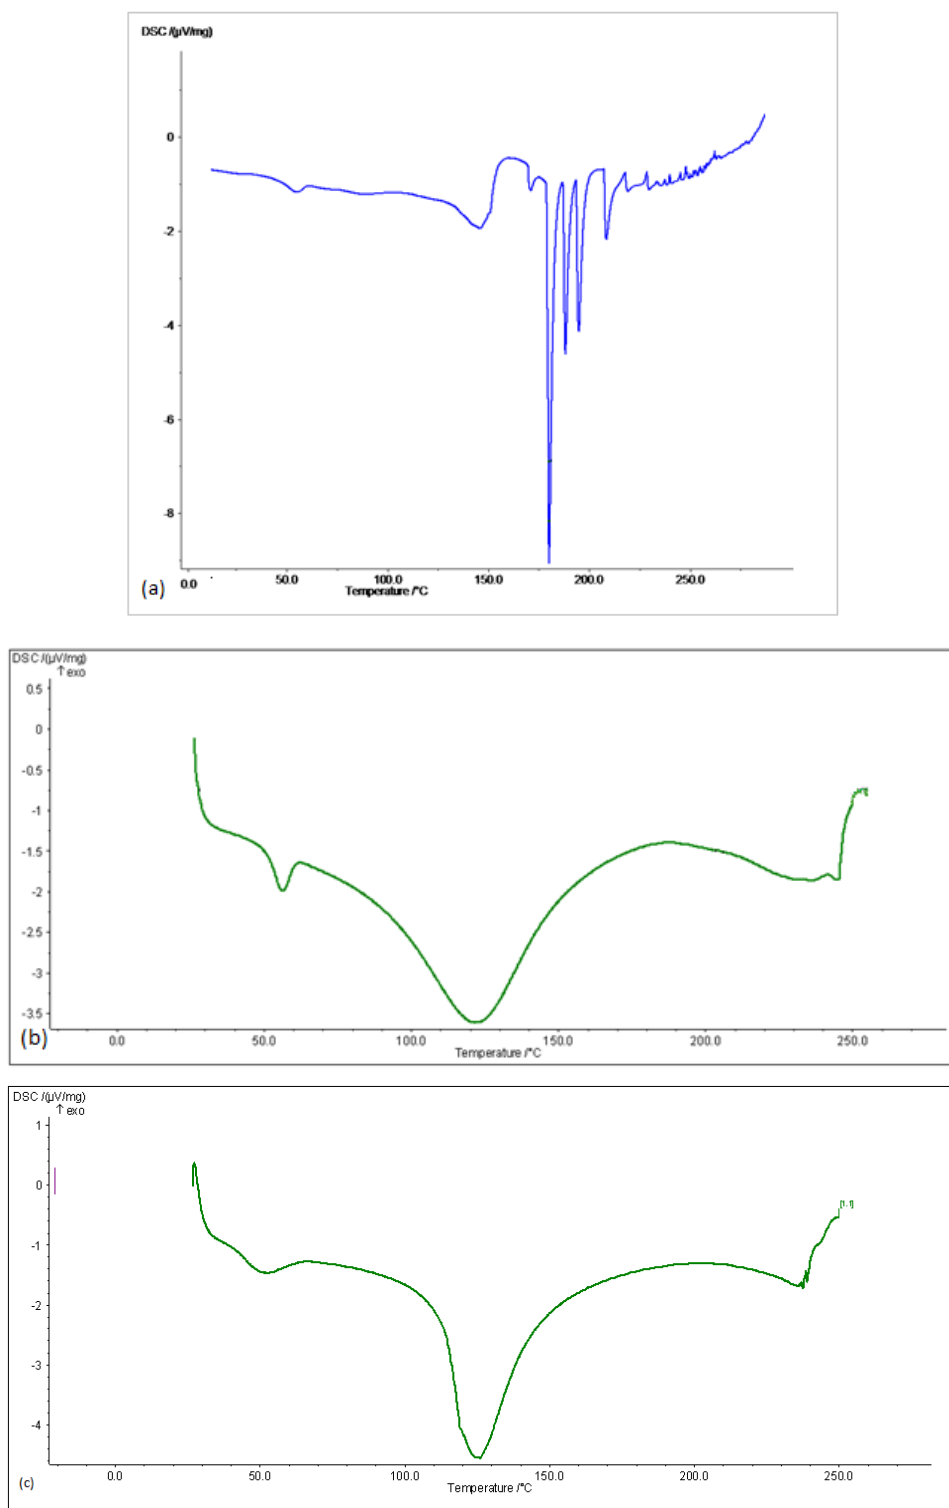 DSC /(μV/mg)
0
-2
-4
-6
-8
(a)
0.0 50.0 100.0 150.0 200.0 250.0
Temperature /°C
DSC /(μV/mg)
↑ exo
0.5
0
-0.5
-1
-1.5
-2
-2.5
-3
-3.5
(b)
0.0 50.0 100.0 150.0 200.0 250.0
Temperature /°C
DSC /(μV/mg)
↑ exo
1
0
[1.1]
-1
-2
-3
-4
(c)
0.0 50.0 100.0 150.0 200.0 250.0
Temperature /°C